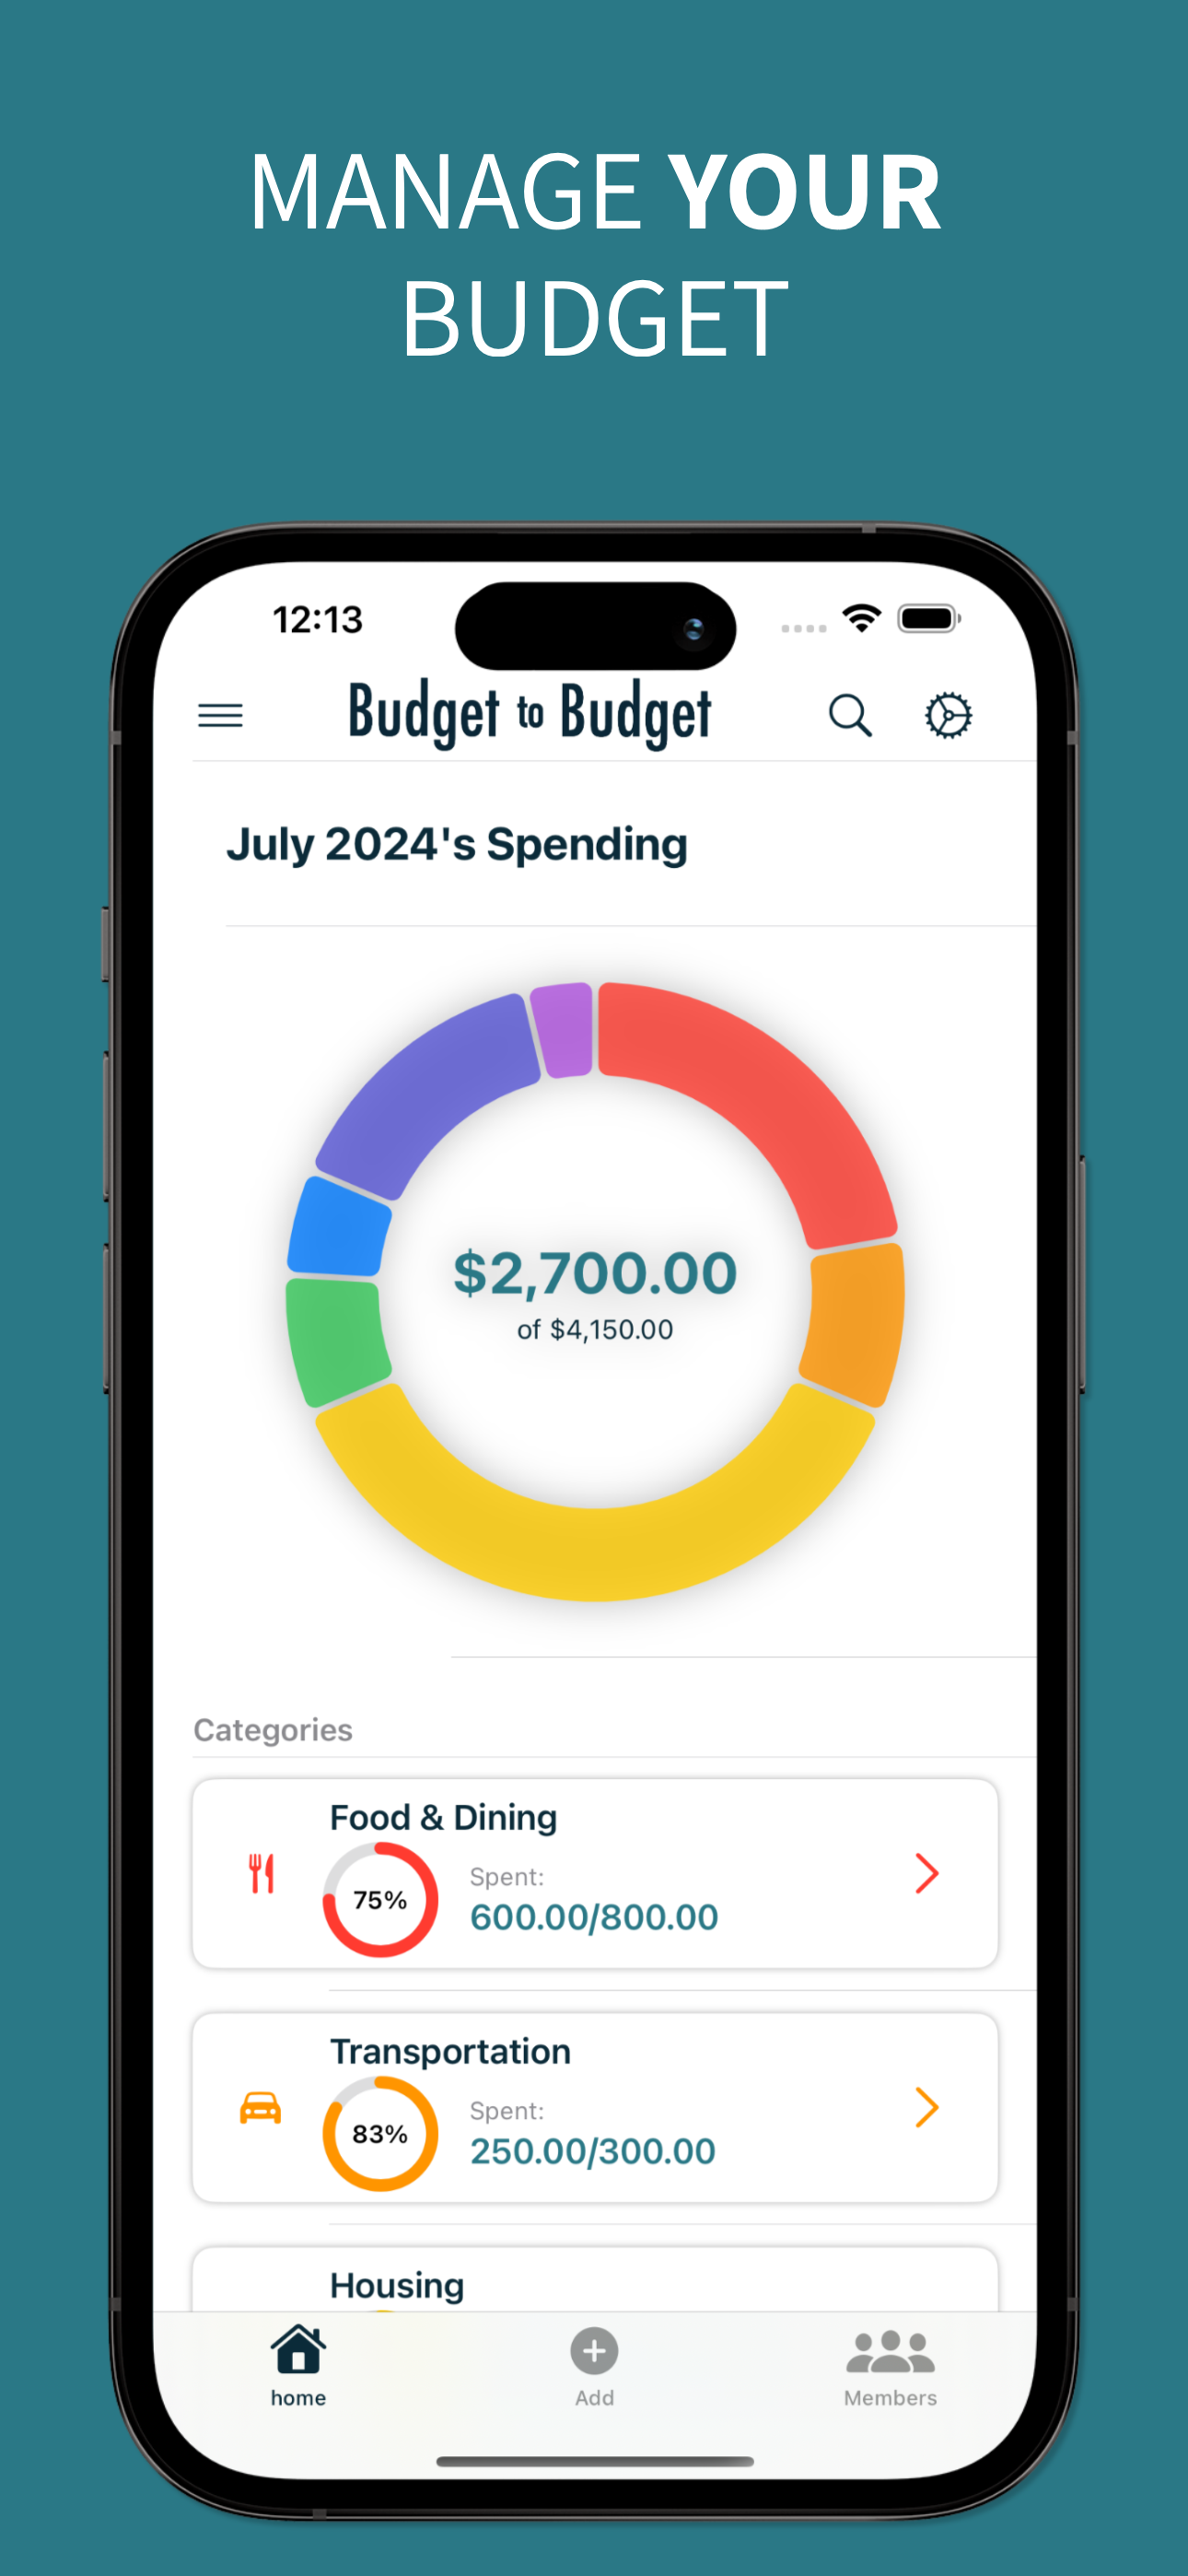 MANAGE YOUR
BUDGET
12:13
Budget to Budget
July 2024's Spending
$2,700.00
of $4,150.00
Categories
Food & Dining
75%
Spent:
600.00/800.00
Transportation
83%
Spent:
250.00/300.00
Housing
home
Add
Members